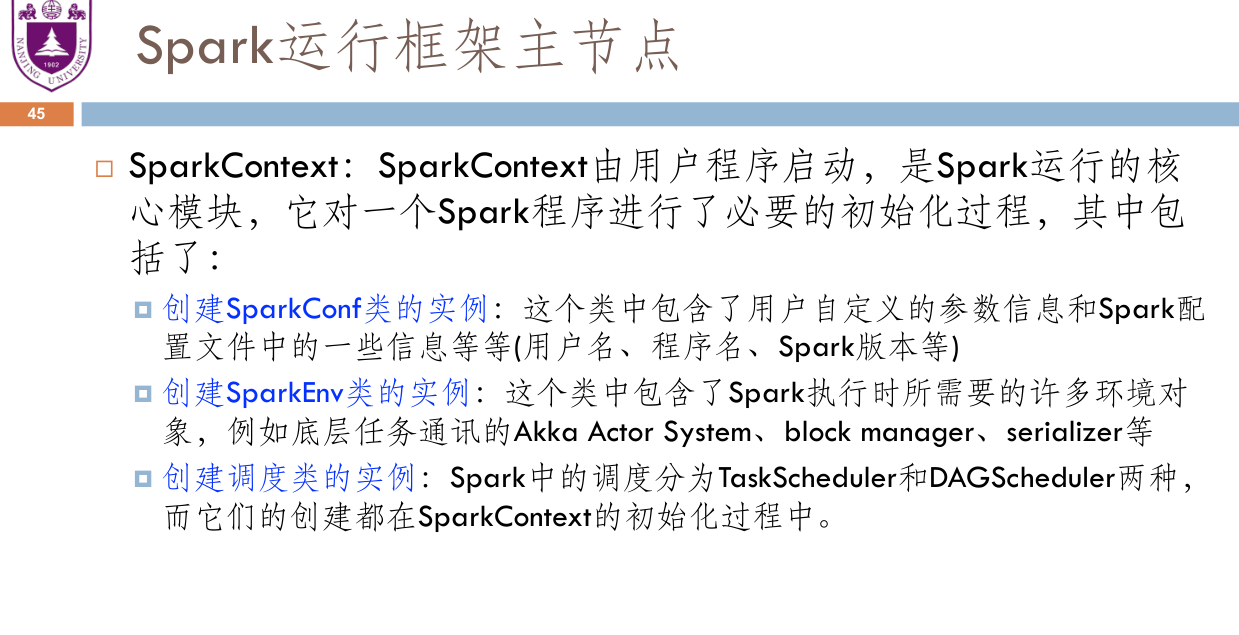 NANJING UNIVERSITY
1902
Spark运行框架主节点
45
SparkContext：SparkContext由用户程序启动，是Spark运行的核
心模块，它对一个Spark程序进行了必要的初始化过程，其中包
括了：
创建SparkConf类的实例：这个类中包含了用户自定义的参数信息和Spark配
置文件中的一些信息等等(用户名、程序名、Spark版本等)
创建SparkEnv类的实例：这个类中包含了Spark执行时所需要的许多环境对
象，例如底层任务通讯的Akka Actor System、block manager、serializer等
创建调度类的实例：Spark中的调度分为TaskScheduler和DAGScheduler两种，
而它们的创建都在SparkContext的初始化过程中。